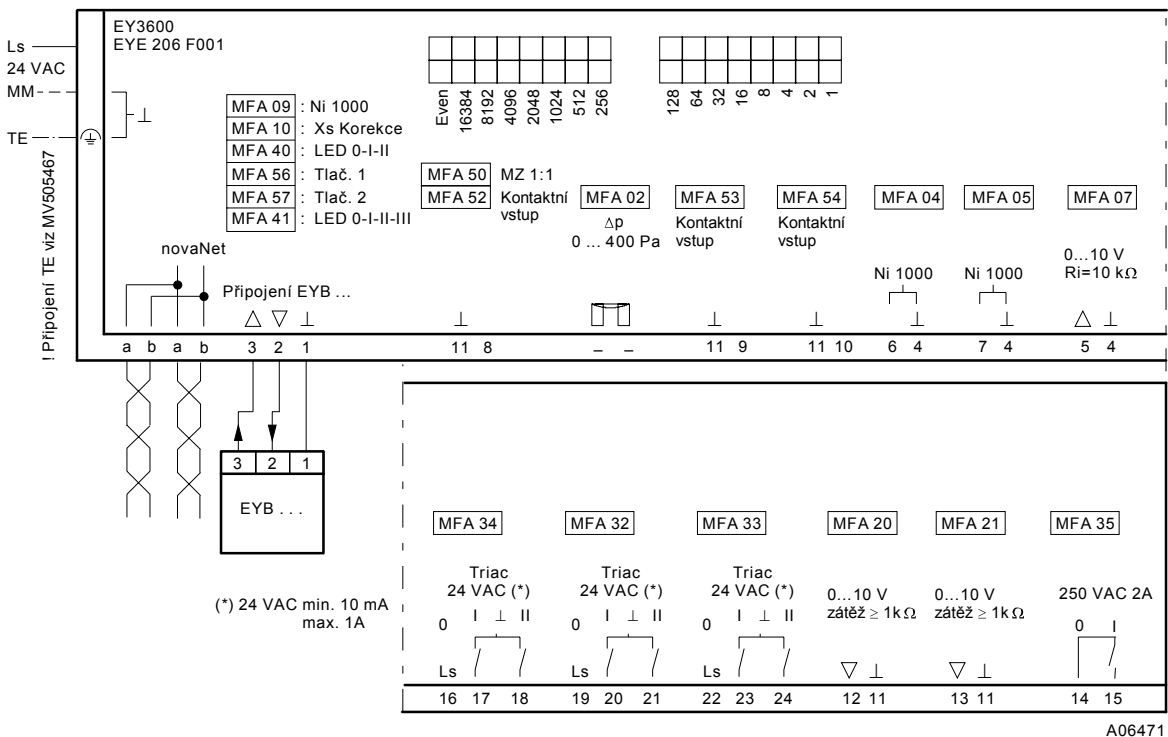 EY3600
EYE 206 F001
Ls
24 VAC
MM
TE
! Připojení TE viz MV505467
MFA 09 : Ni 1000
MFA 10 : Xs Korekce
MFA 40 : LED 0-I-II
MFA 56 : Tlač. 1
MFA 57 : Tlač. 2
MFA 41 : LED 0-I-II-III
Even 16384 8192 4096 2048 1024 512 256
128 64 32 16 8 4 2 1
MFA 50 MZ 1:1
MFA 52 Kontaktní
vstup
MFA 02
Δp
0 ... 400 Pa
MFA 53
Kontaktní
vstup
MFA 54
Kontaktní
vstup
MFA 04
Ni 1000
MFA 05
Ni 1000
MFA 07
0...10 V
Ri=10 kΩ
novaNet
Připojení EYB ...
a b a b 3 2 1 11 8 – – 11 9 11 10 6 4 7 4 5 4
3 2 1
EYB . . .
(*) 24 VAC min. 10 mA
max. 1A
MFA 34
Triac
24 VAC (*)
0 I ⊥ II
Ls
MFA 32
Triac
24 VAC (*)
0 I ⊥ II
Ls
MFA 33
Triac
24 VAC (*)
0 I ⊥ II
Ls
MFA 20
0...10 V
zátěž ≥ 1kΩ
MFA 21
0...10 V
zátěž ≥ 1kΩ
MFA 35
250 VAC 2A
0 I
16 17 18 19 20 21 22 23 24 12 11 13 11 14 15
A06471